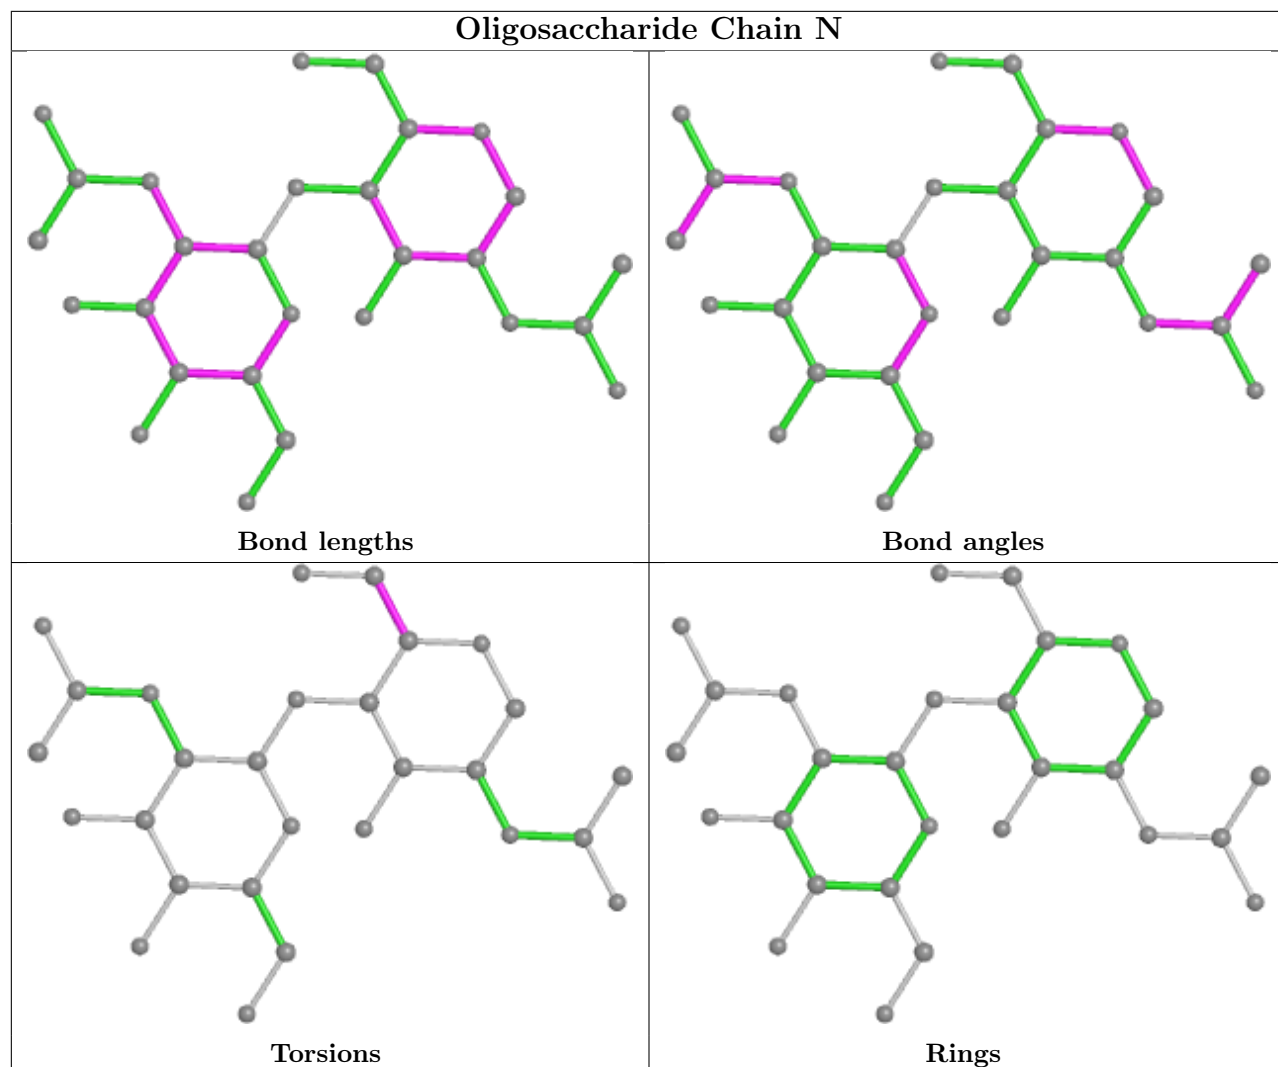 Oligosaccharide Chain N
Bond lengths
Bond angles
Torsions
Rings